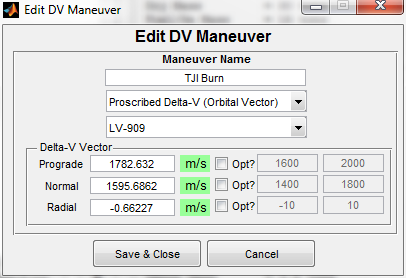 Edit DV Maneuver
Edit DV Maneuver
Maneuver Name
TJI Burn
Proscribed Delta-V (Orbital Vector)
LV-909
Delta-V Vector
Prograde 1782.632 m/s Opt? 1600 2000
Normal 1595.6862 m/s Opt? 1400 1800
Radial -0.66227 m/s Opt? -10 10
Save & Close Cancel